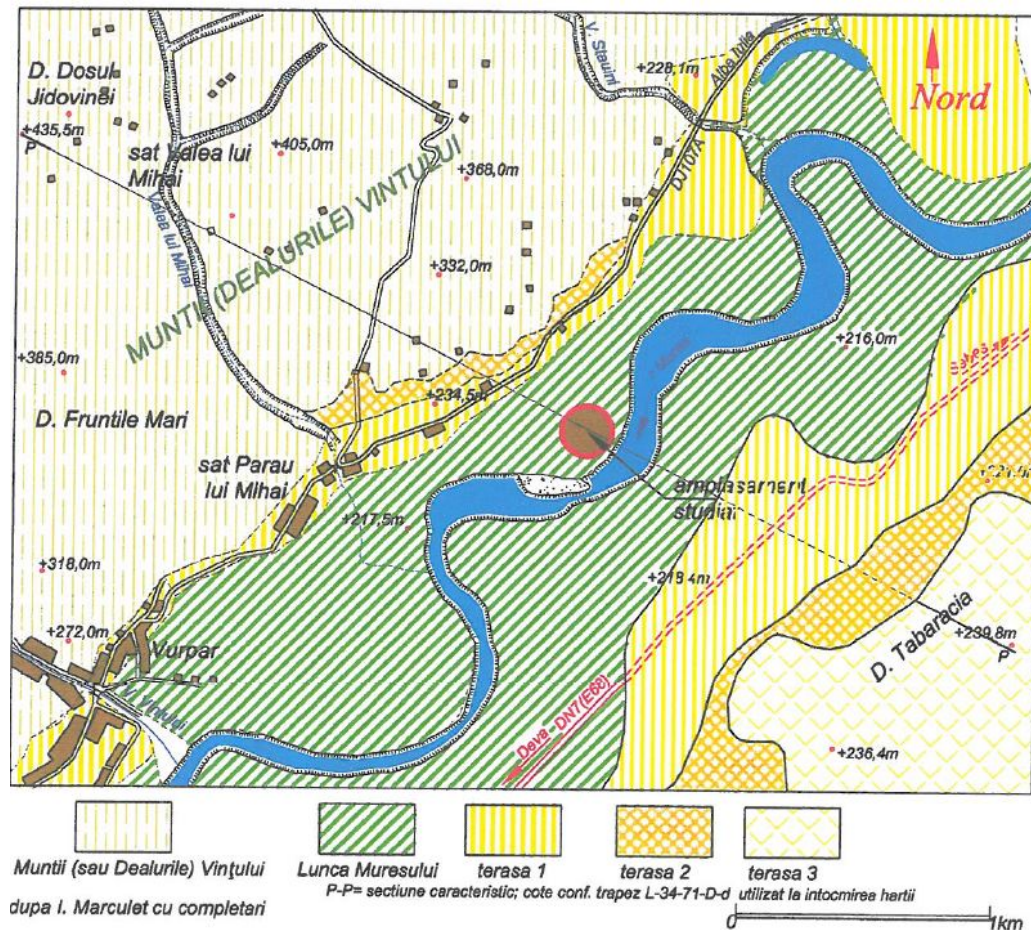 D. Dosul
Jidovinei
+435,5m
P
sat Valea lui
Mihai
+405,0m
Valea lui Mihai
MUNTII (DEALURILE) VINTULUI
+368,0m
+332,0m
V. Stauini
+228,1m
Alba Iulia
DJ107A
Nord
+385,0m
D. Fruntile Mari
+234,5m
sat Parau
lui Mihai
+217,5m
Mures
+216,0m
amplasament
studiat
+218,4m
+318,0m
+272,0m
Vurpar
V. Vintului
Deva - DN7(E68)
D. Tabaracia
+239,8m
P
+236,4m
Muntii (sau Dealurile) Vinţului
Lunca Muresului
terasa 1
terasa 2
terasa 3
P-P= sectiune caracteristic; cote conf. trapez L-34-71-D-d utilizat la intocmirea hartii
dupa I. Marculet cu completari
0
1km